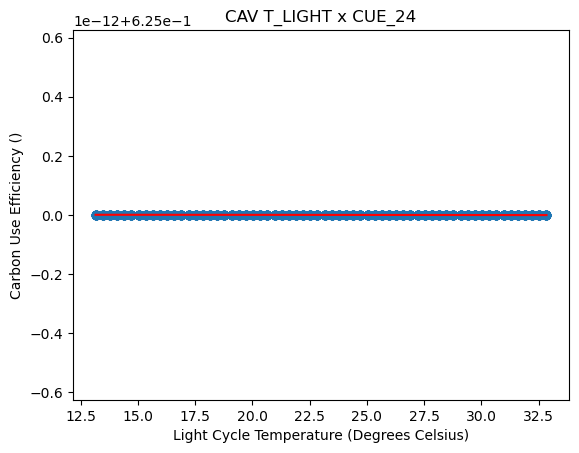 CAV T_LIGHT x CUE_24
1e−12+6.25e−1
0.6
0.4
0.2
0.0
−0.2
−0.4
−0.6
Carbon Use Efficiency ()
12.5 15.0 17.5 20.0 22.5 25.0 27.5 30.0 32.5
Light Cycle Temperature (Degrees Celsius)